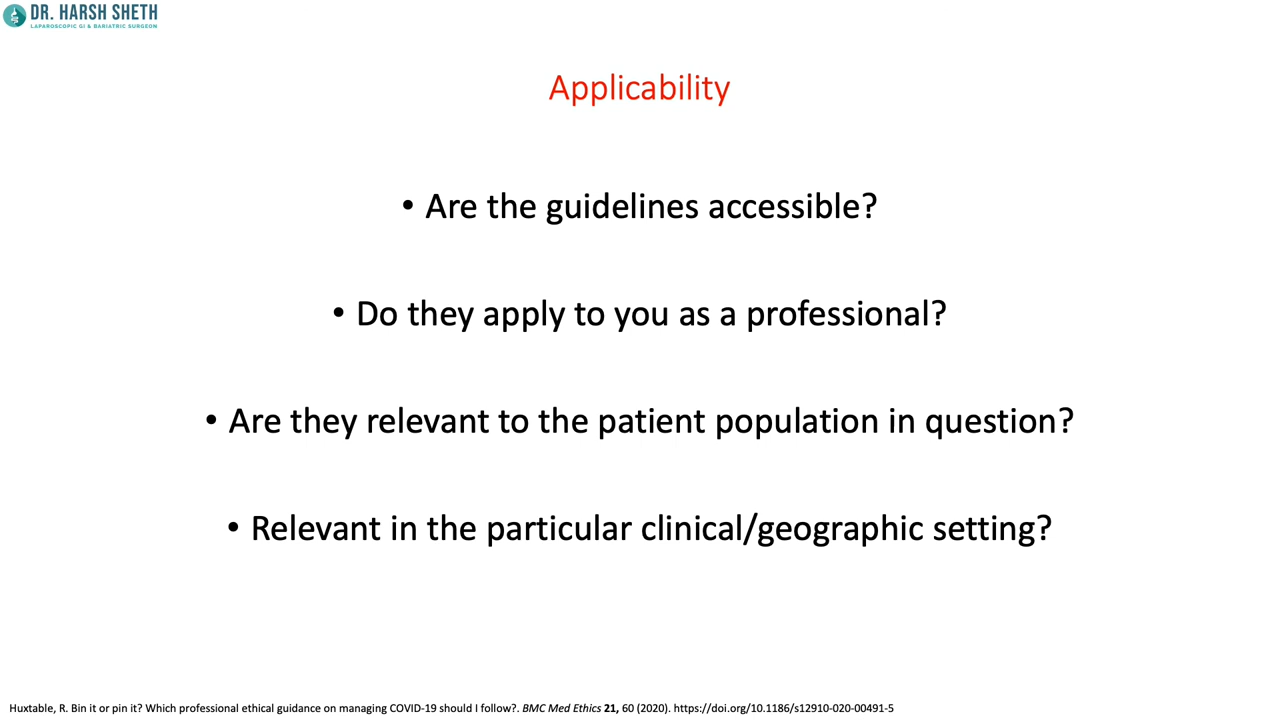 DR. HARSH SHETH
LAPAROSCOPIC GI & BARIATRIC SURGEON
Applicability
• Are the guidelines accessible?
• Do they apply to you as a professional?
• Are they relevant to the patient population in question?
• Relevant in the particular clinical/geographic setting?
Huxtable, R. Bin it or pin it? Which professional ethical guidance on managing COVID-19 should I follow?. BMC Med Ethics 21, 60 (2020). https://doi.org/10.1186/s12910-020-00491-5